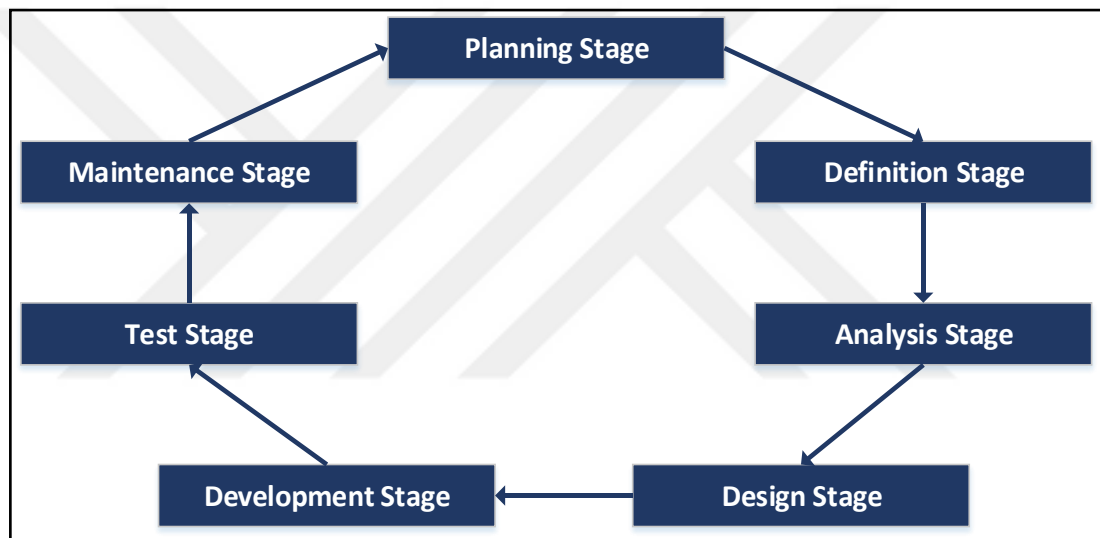 Planning Stage
Maintenance Stage
Definition Stage
Test Stage
Analysis Stage
Development Stage
Design Stage